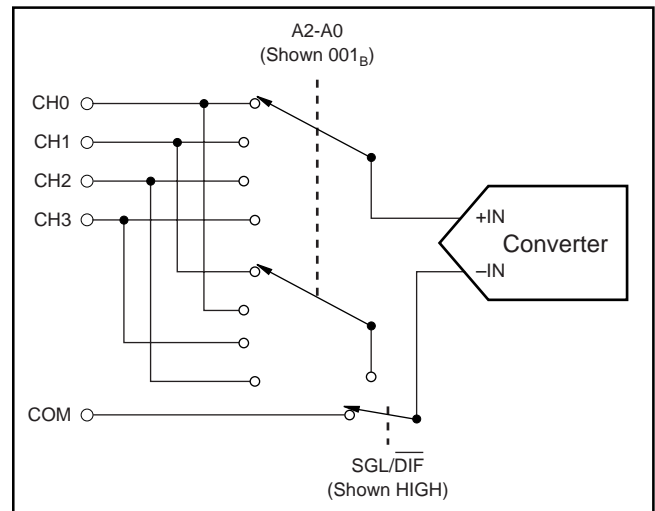 A2-A0
(Shown 001B)
CH0
CH1
CH2
CH3
+IN
Converter
–IN
COM
SGL/DIF
(Shown HIGH)